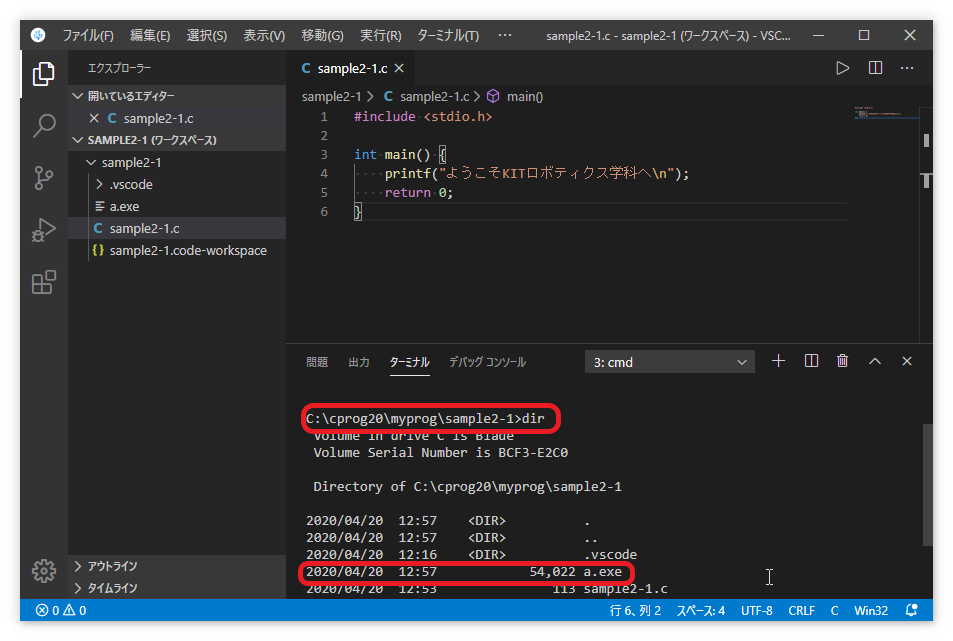 ファイル(F) 編集(E) 選択(S) 表示(V) 移動(G) 実行(R) ターミナル(T) ··· sample2-1.c - sample2-1 (ワークスペース) - VSC...
エクスプローラー
開いているエディター
C sample2-1.c
SAMPLE2-1 (ワークスペース)
sample2-1
.vscode
a.exe
C sample2-1.c
{} sample2-1.code-workspace
アウトライン
タイムライン
C sample2-1.c
sample2-1 > C sample2-1.c > main()
1 #include <stdio.h>
2
3 int main() {
4 ····printf("ようこそKITロボティクス学科へ\n");
5 ····return 0;
6 }
問題 出力 ターミナル デバッグ コンソール 3: cmd
C:\cprog20\myprog\sample2-1>dir
Volume in drive C is Blade
Volume Serial Number is BCF3-E2C0
Directory of C:\cprog20\myprog\sample2-1
2020/04/20 12:57 <DIR> .
2020/04/20 12:57 <DIR> ..
2020/04/20 12:16 <DIR> .vscode
2020/04/20 12:57 54,022 a.exe
2020/04/20 12:53 113 sample2-1.c
0 0 行 6、列 2 スペース: 4 UTF-8 CRLF C Win32